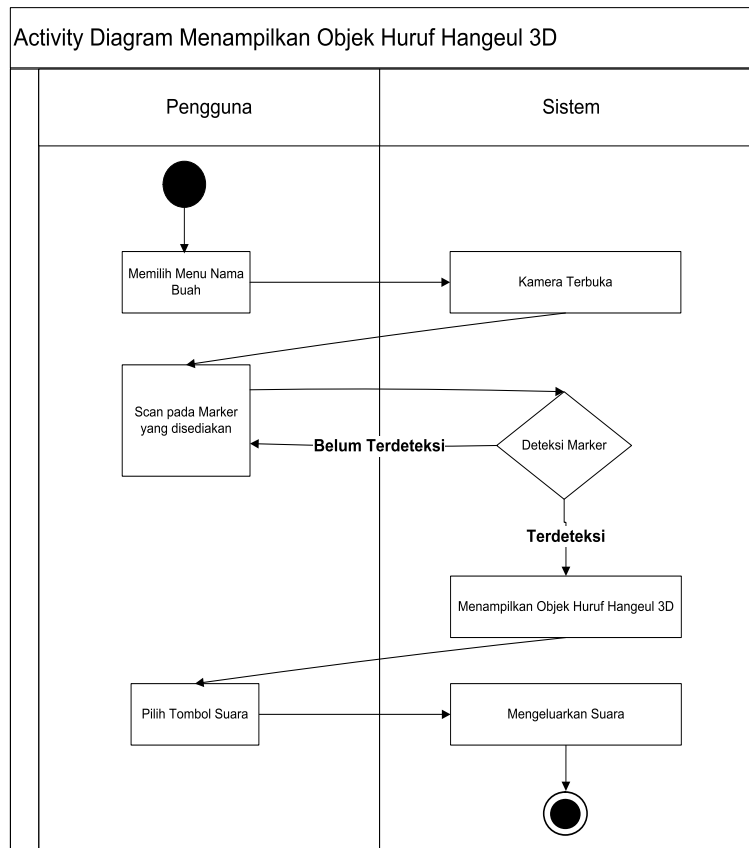 Activity Diagram Menampilkan Objek Huruf Hangeul 3D
Pengguna
Sistem
Memilih Menu Nama
Buah
Kamera Terbuka
Scan pada Marker
yang disediakan
Belum Terdeteksi
Deteksi Marker
Terdeteksi
Menampilkan Objek Huruf Hangeul 3D
Pilih Tombol Suara
Mengeluarkan Suara